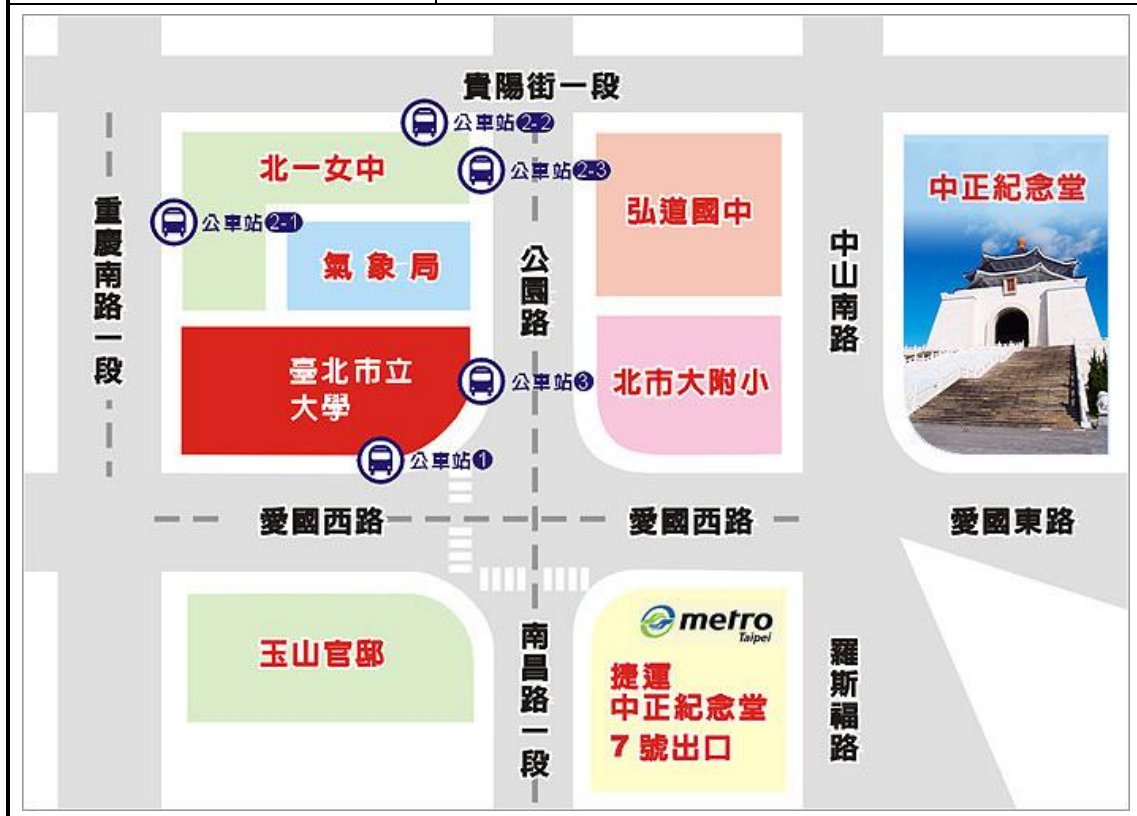 貴陽街一段
公車站2-2
北一女中
公車站2-3
中正紀念堂
弘道國中
公車站2-1
重慶南路一段
氣象局
公園路
中山南路
臺北市立
大學
公車站3
北市大附小
公車站1
愛國西路
愛國西路
愛國東路
metro
Taipei
玉山官邸
南昌路一段
捷運
中正紀念堂
7號出口
羅斯福路